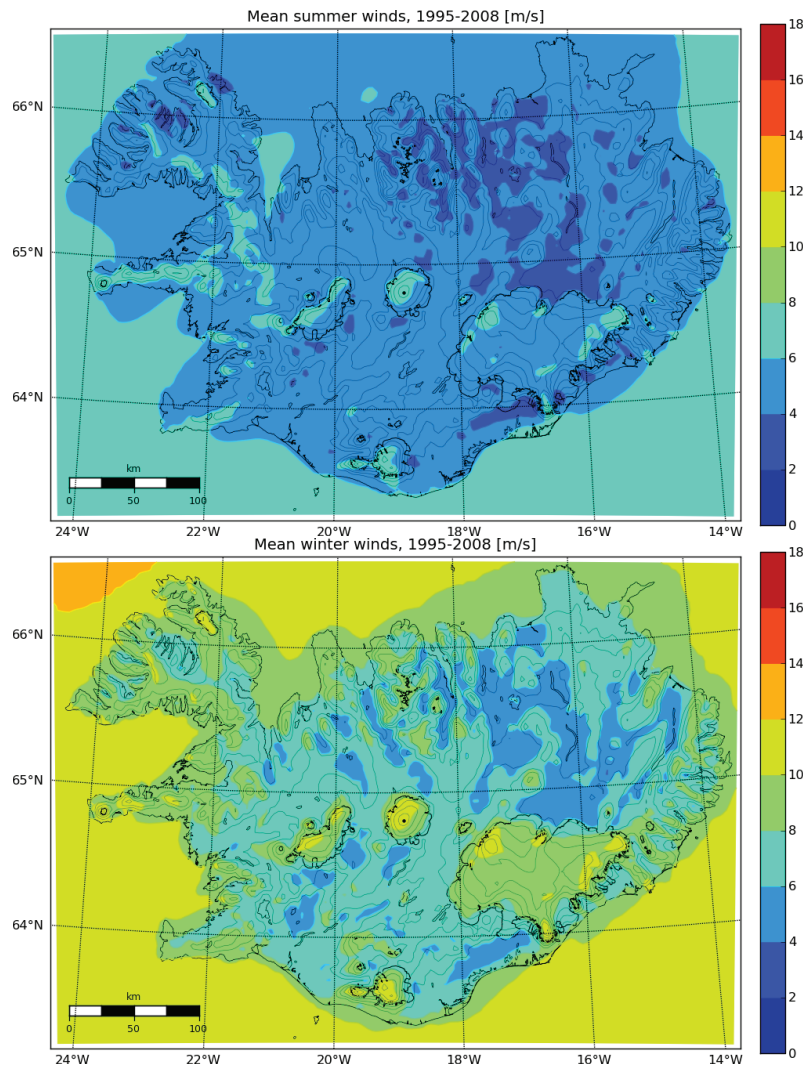 Mean summer winds, 1995-2008 [m/s]
18
16
14
12
10
8
6
4
2
0
66°N
65°N
64°N
km
0 50 100
24°W 22°W 20°W 18°W 16°W 14°W
Mean winter winds, 1995-2008 [m/s]
18
16
14
12
10
8
6
4
2
0
66°N
65°N
64°N
km
0 50 100
24°W 22°W 20°W 18°W 16°W 14°W